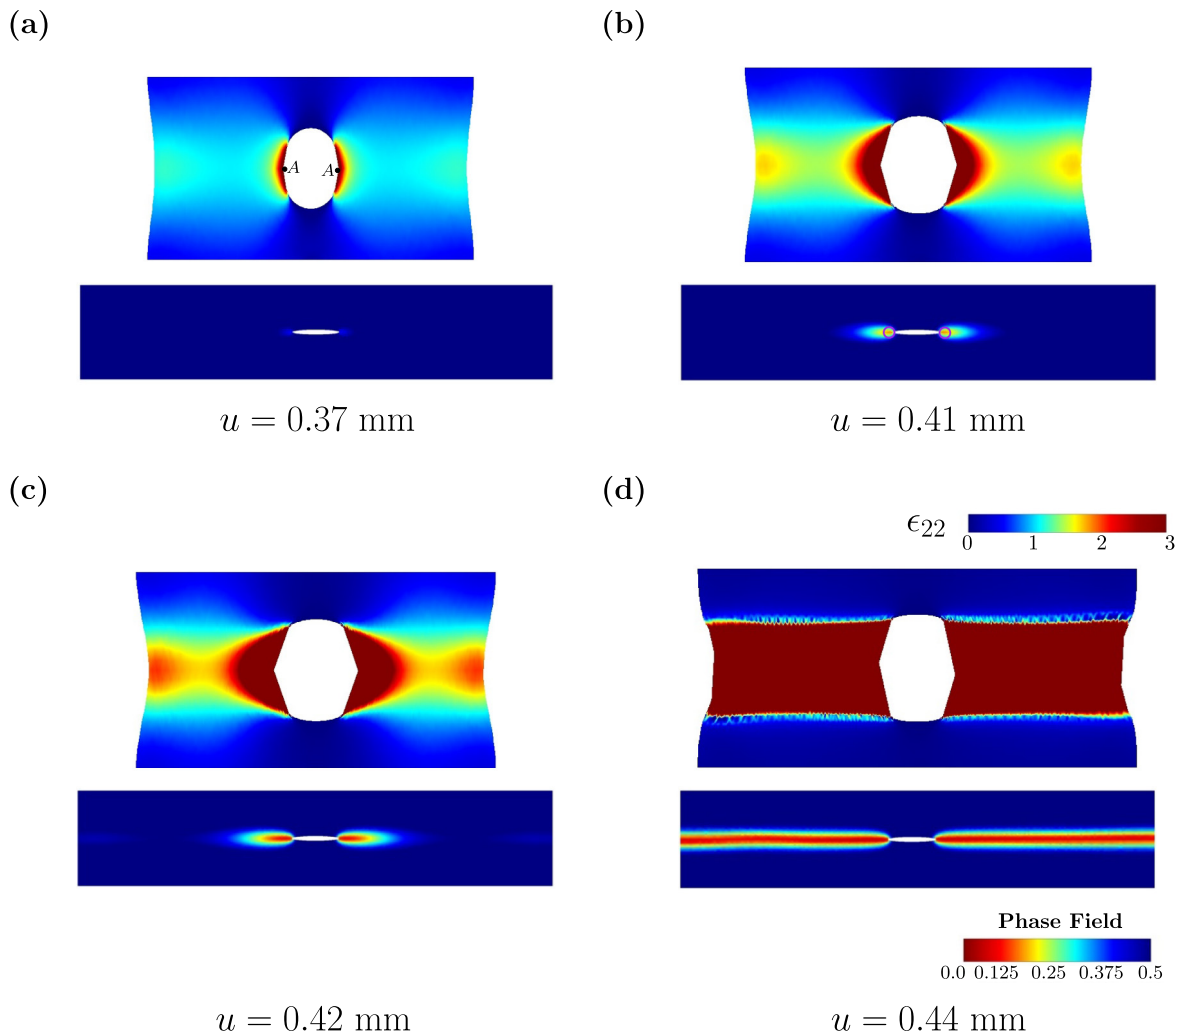 (a)
(b)
A A
u = 0.37 mm
u = 0.41 mm
(c)
(d)
ϵ22
0 1 2 3
Phase Field
0.0 0.125 0.25 0.375 0.5
u = 0.42 mm
u = 0.44 mm